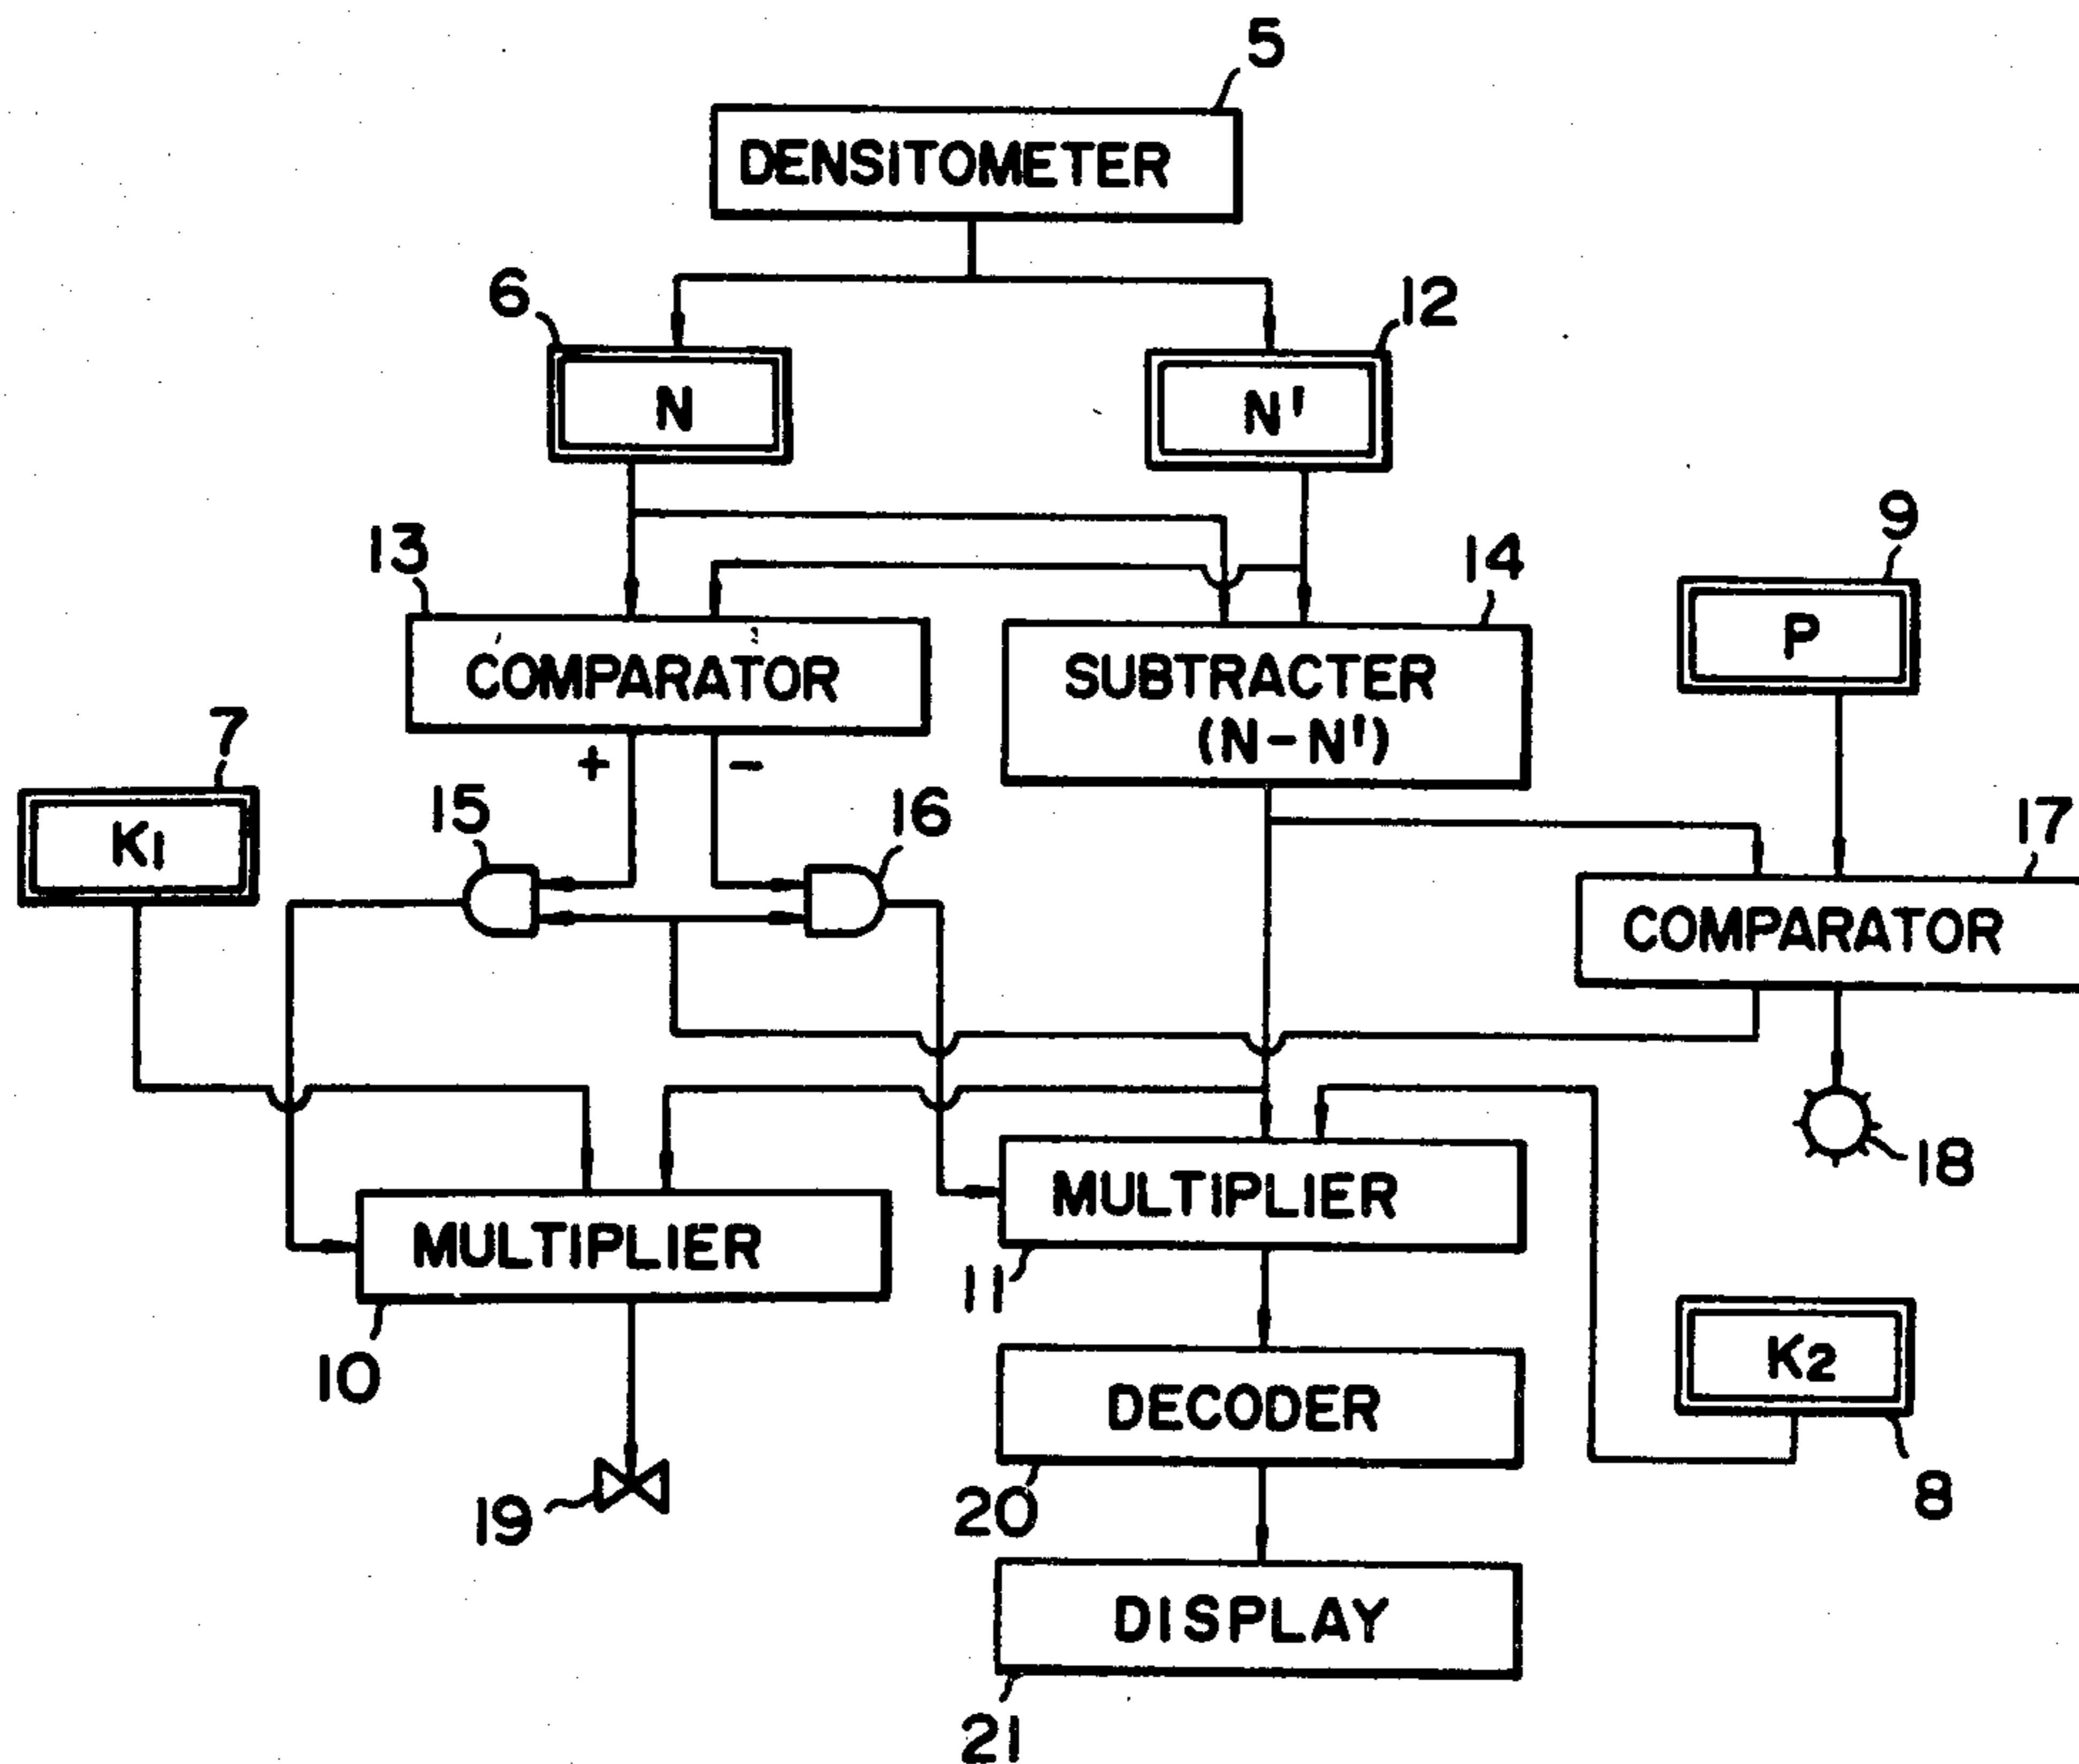 5
DENSITOMETER
6
12
N
N'
13
14
9
COMPARATOR
SUBTRACTER
(N-N')
P
7
+
-
15
16
17
K1
COMPARATOR
MULTIPLIER
18
MULTIPLIER
11
10
K2
DECODER
19
20
8
DISPLAY
21